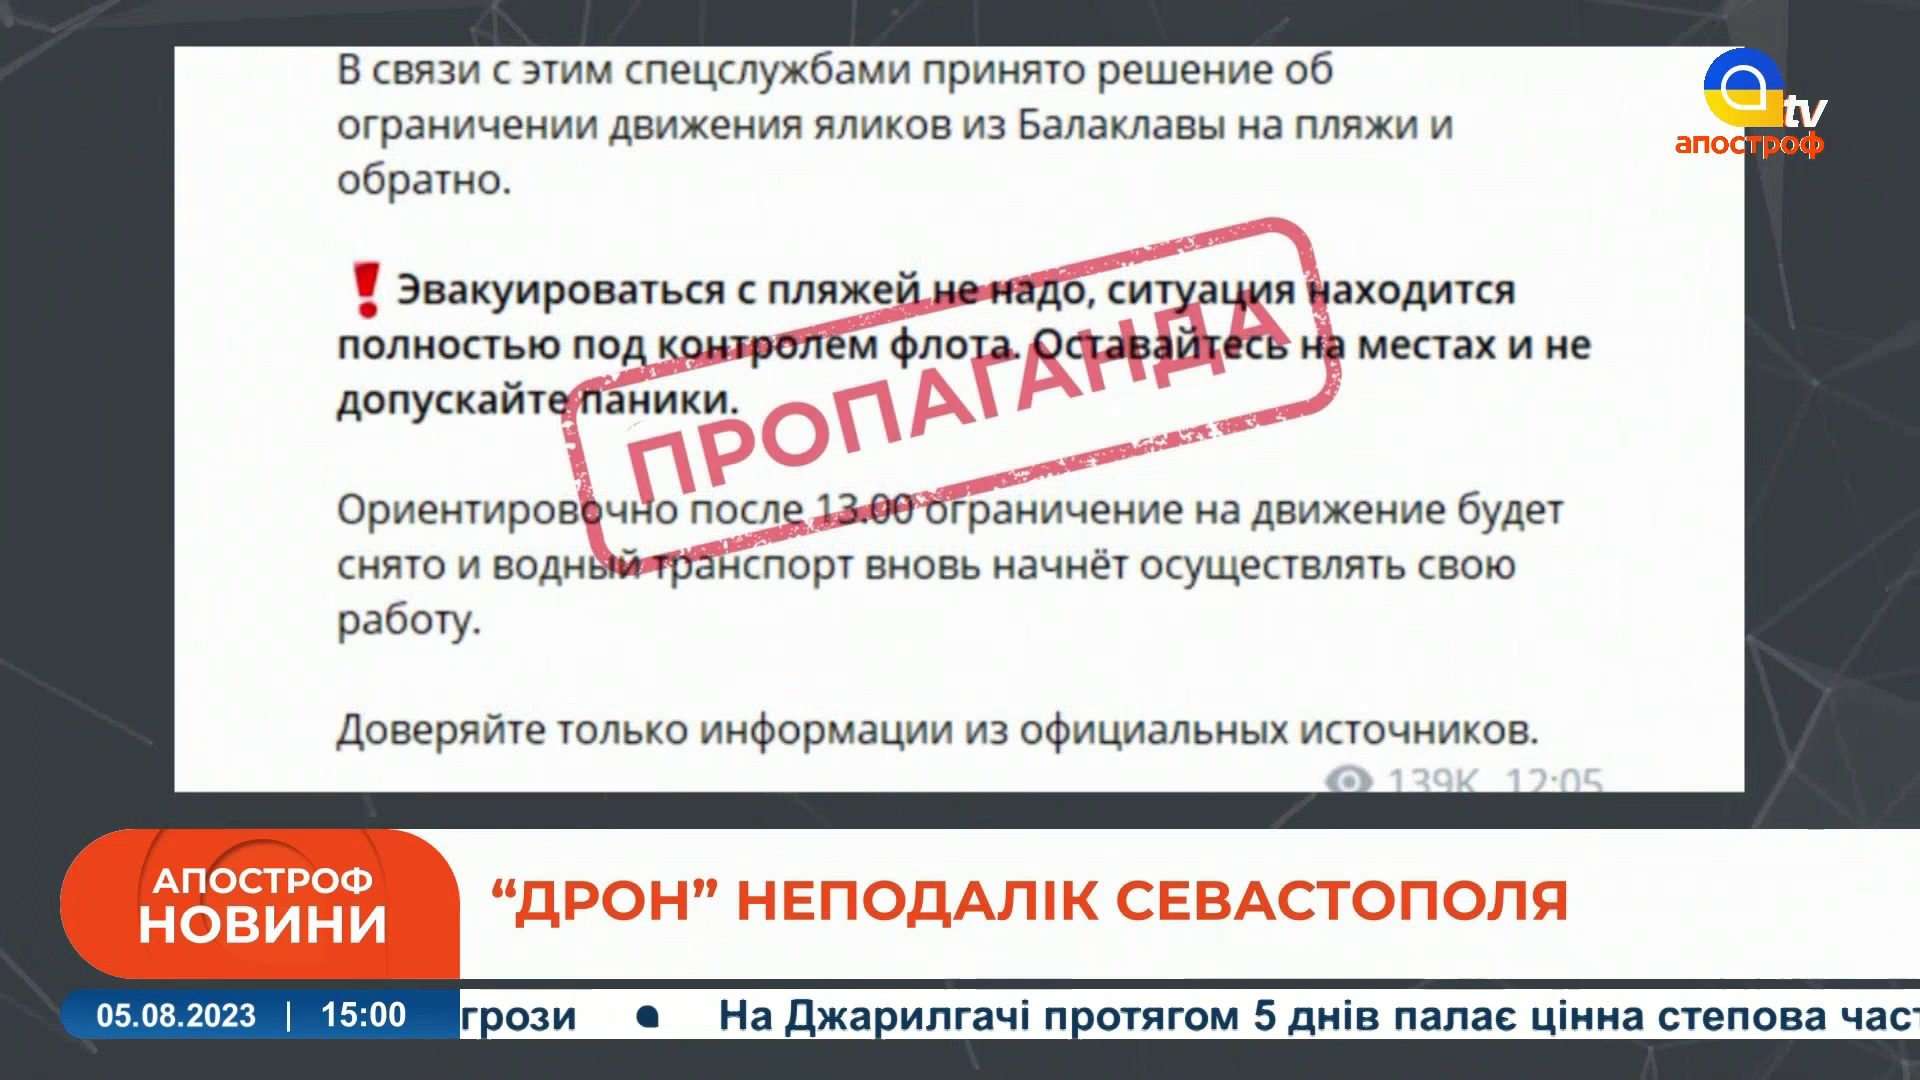 В связи с этим спецслужбами принято решение об
ограничении движения яликов из Балаклавы на пляжи и
обратно.
❗ Эвакуироваться с пляжей не надо, ситуация находится
полностью под контролем флота. Оставайтесь на местах и не
допускайте паники.
ПРОПАГАНДА
Ориентировочно после 13.00 ограничение на движение будет
снято и водный транспорт вновь начнёт осуществлять свою
работу.
Доверяйте только информации из официальных источников.
139K 12:05
tv
апостроф
АПОСТРОФ
НОВИНИ
“ДРОН” НЕПОДАЛІК СЕВАСТОПОЛЯ
05.08.2023 | 15:00
грози • На Джарилгачі протягом 5 днів палає цінна степова част